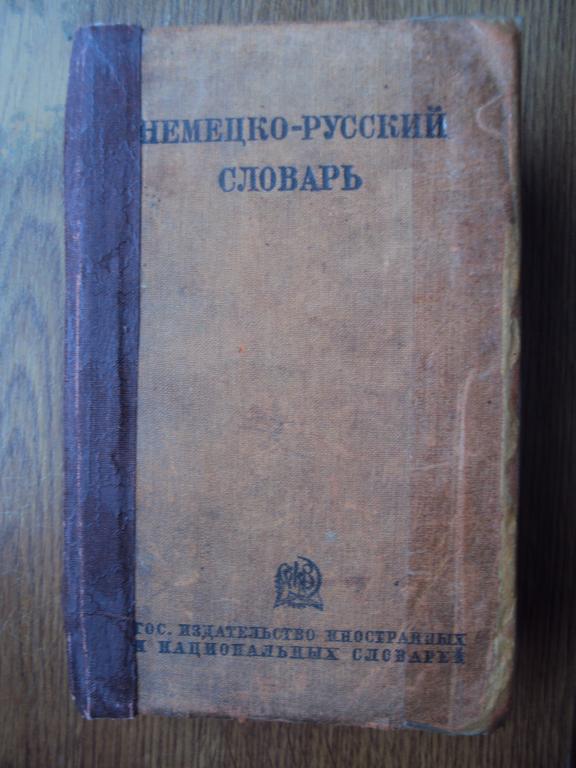 НЕМЕЦКО-РУССКИЙ
СЛОВАРЬ
ГОС. ИЗДАТЕЛЬСТВО ИНОСТРАННЫХ
И НАЦИОНАЛЬНЫХ СЛОВАРЕЙ